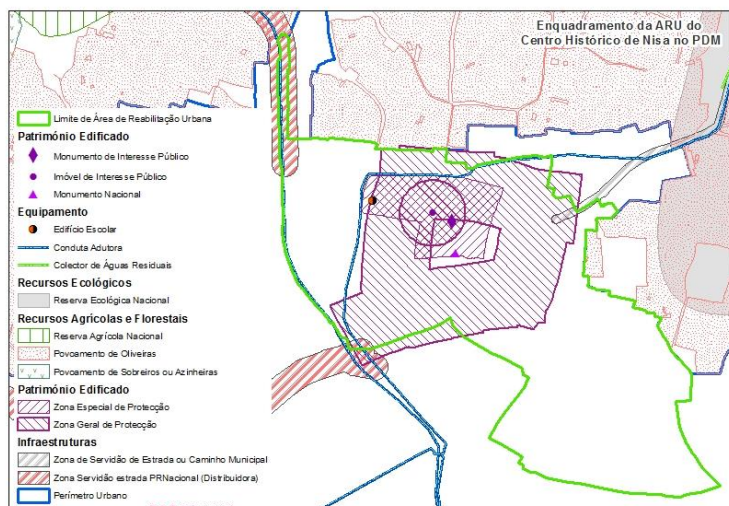 Enquadramento da ARU do
Centro Histórico de Nisa no PDM
Limite de Área de Reabilitação Urbana
Património Edificado
Monumento de Interesse Público
Imóvel de Interesse Público
Monumento Nacional
Equipamento
Edifício Escolar
Conduta Adutora
Colector de Águas Residuais
Recursos Ecológicos
Reserva Ecológica Nacional
Recursos Agrícolas e Florestais
Reserva Agrícola Nacional
Povoamento de Oliveiras
Povoamento de Sobreiros ou Azinheiras
Património Edificado
Zona Especial de Protecção
Zona Geral de Protecção
Infraestruturas
Zona de Servidão de Estrada ou Caminho Municipal
Zona Servidão estrada PRNacional (Distribuidora)
Perímetro Urbano